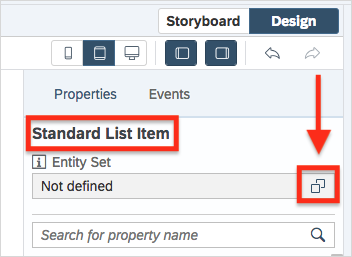 Storyboard Design
Properties Events
Standard List Item
Entity Set
Not defined
Search for property name